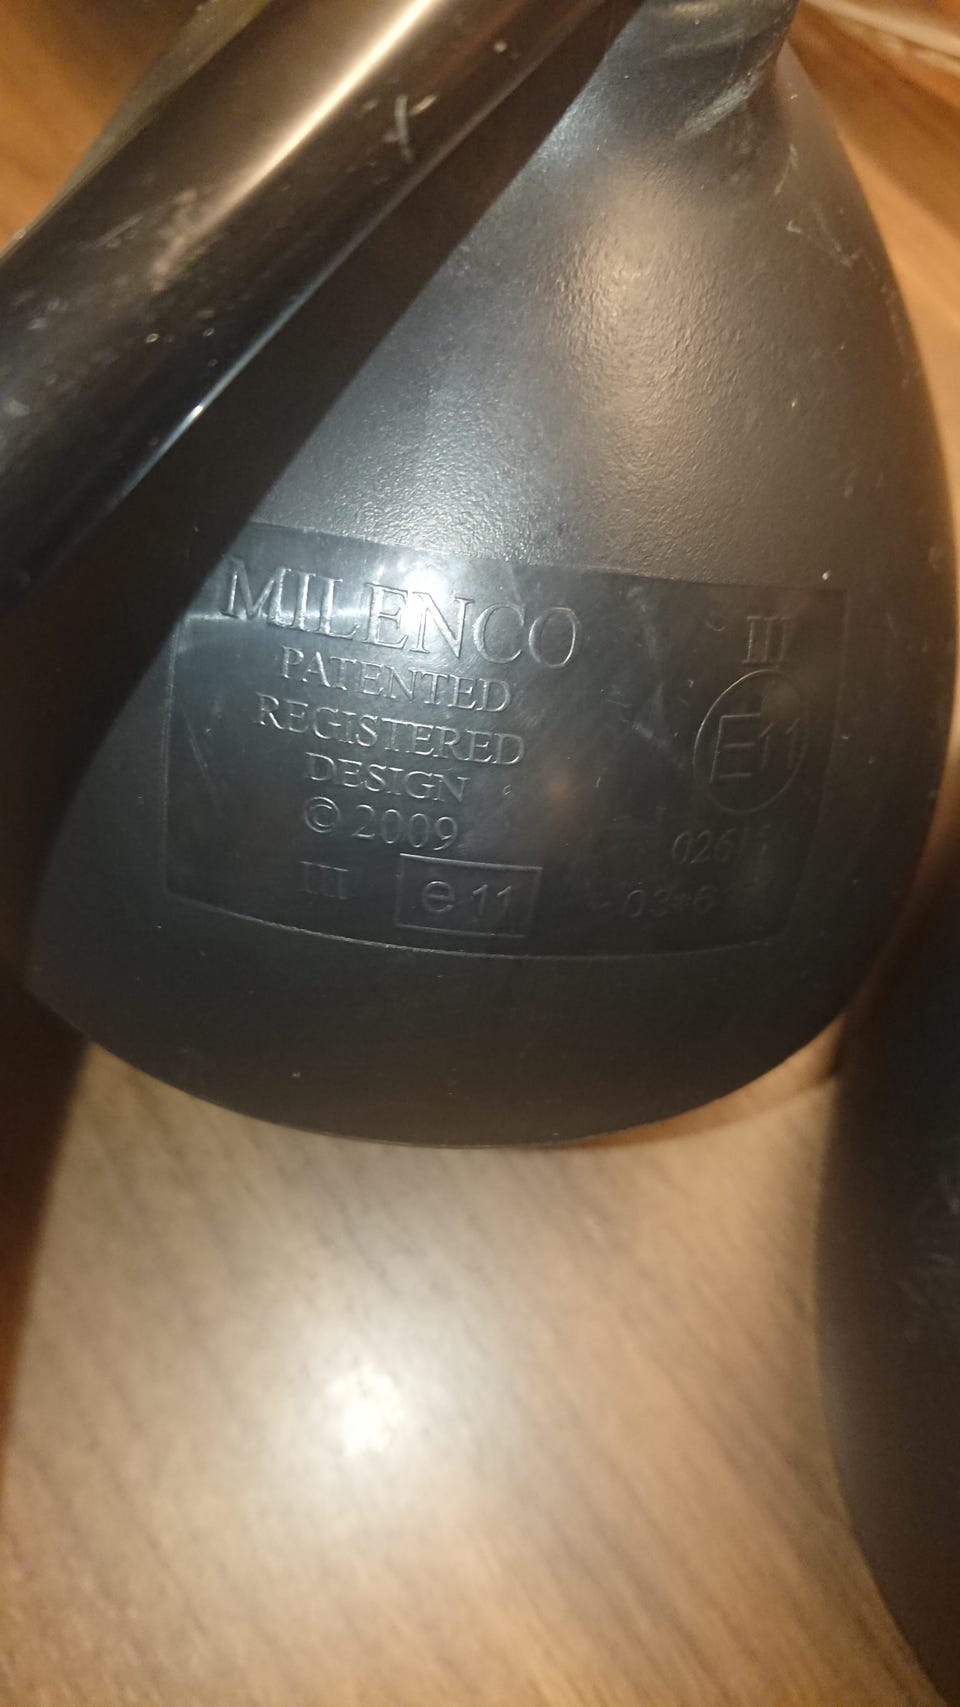 MILENCO
PATENTED
REGISTERED
DESIGN
© 2009
III
e 11
III
E11